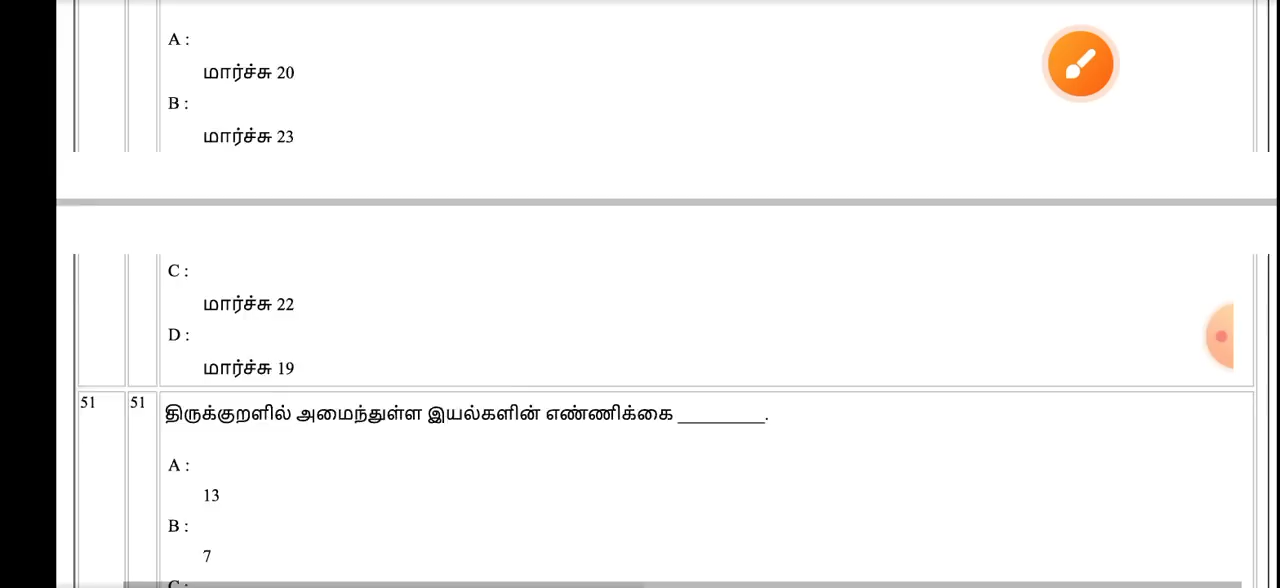 A :
மார்ச்சு 20
B :
மார்ச்சு 23
C :
மார்ச்சு 22
D :
மார்ச்சு 19
51 51 திருக்குறளில் அமைந்துள்ள இயல்களின் எண்ணிக்கை _________.
A :
13
B :
7
C :